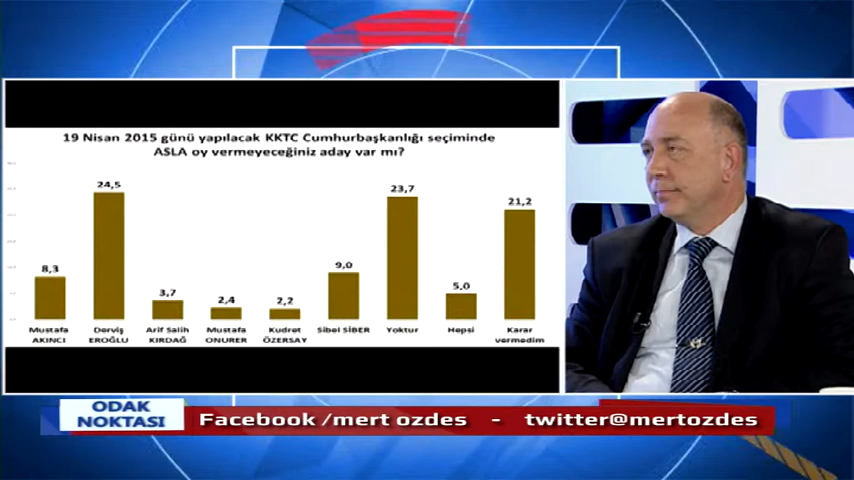 19 Nisan 2015 günü yapılacak KKTC Cumhurbaşkanlığı seçiminde
ASLA oy vermeyeceğiniz aday var mı?
8,3
24,5
3,7
2,4
2,2
9,0
23,7
5,0
21,2
Mustafa
AKINCI
Derviş
EROĞLU
Arif Salih
KIRDAĞ
Mustafa
ONURER
Kudret
ÖZERSAY
Sibel SİBER
Yoktur
Hepsi
Karar
vermedim
ODAK
NOKTASI
Facebook /mert ozdes - twitter@mertozdes